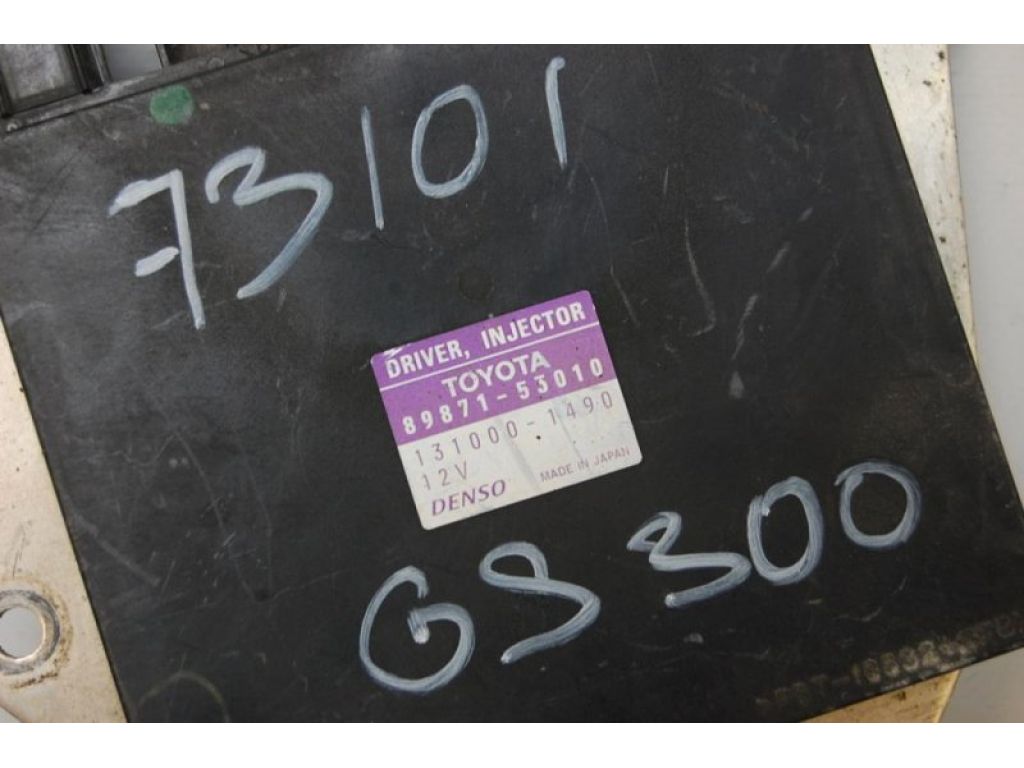 73101
DRIVER, INJECTOR
TOYOTA
89871-53010
131000-1490
12V
DENSO MADE IN JAPAN
GS300